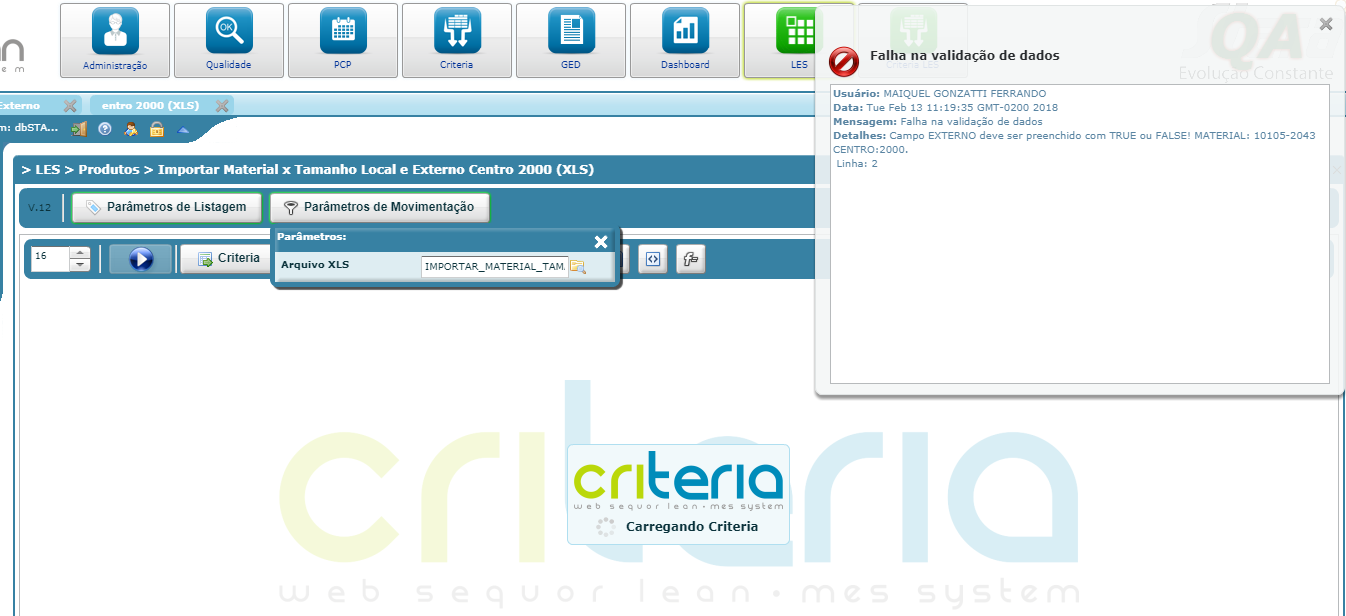 Administração
Qualidade
PCP
Criteria
GED
Dashboard
LES
Criteria LES
OK
QA
Evolução Constante
Falha na validação de dados
Usuário: MAIQUEL GONZATTI FERRANDO
Data: Tue Feb 13 11:19:35 GMT-0200 2018
Mensagem: Falha na validação de dados
Detalhes: Campo EXTERNO deve ser preenchido com TRUE ou FALSE! MATERIAL: 10105-2043
CENTRO:2000.
Linha: 2
Externo
entro 2000 (XLS)
m: dbSTA...
> LES > Produtos > Importar Material x Tamanho Local e Externo Centro 2000 (XLS)
V.12
Parâmetros de Listagem
Parâmetros de Movimentação
Parâmetros:
16
Criteria
Arquivo XLS
IMPORTAR_MATERIAL_TAM
criteria
web sequor lean·mes system
Carregando Criteria
criteria
web sequor lean·mes system